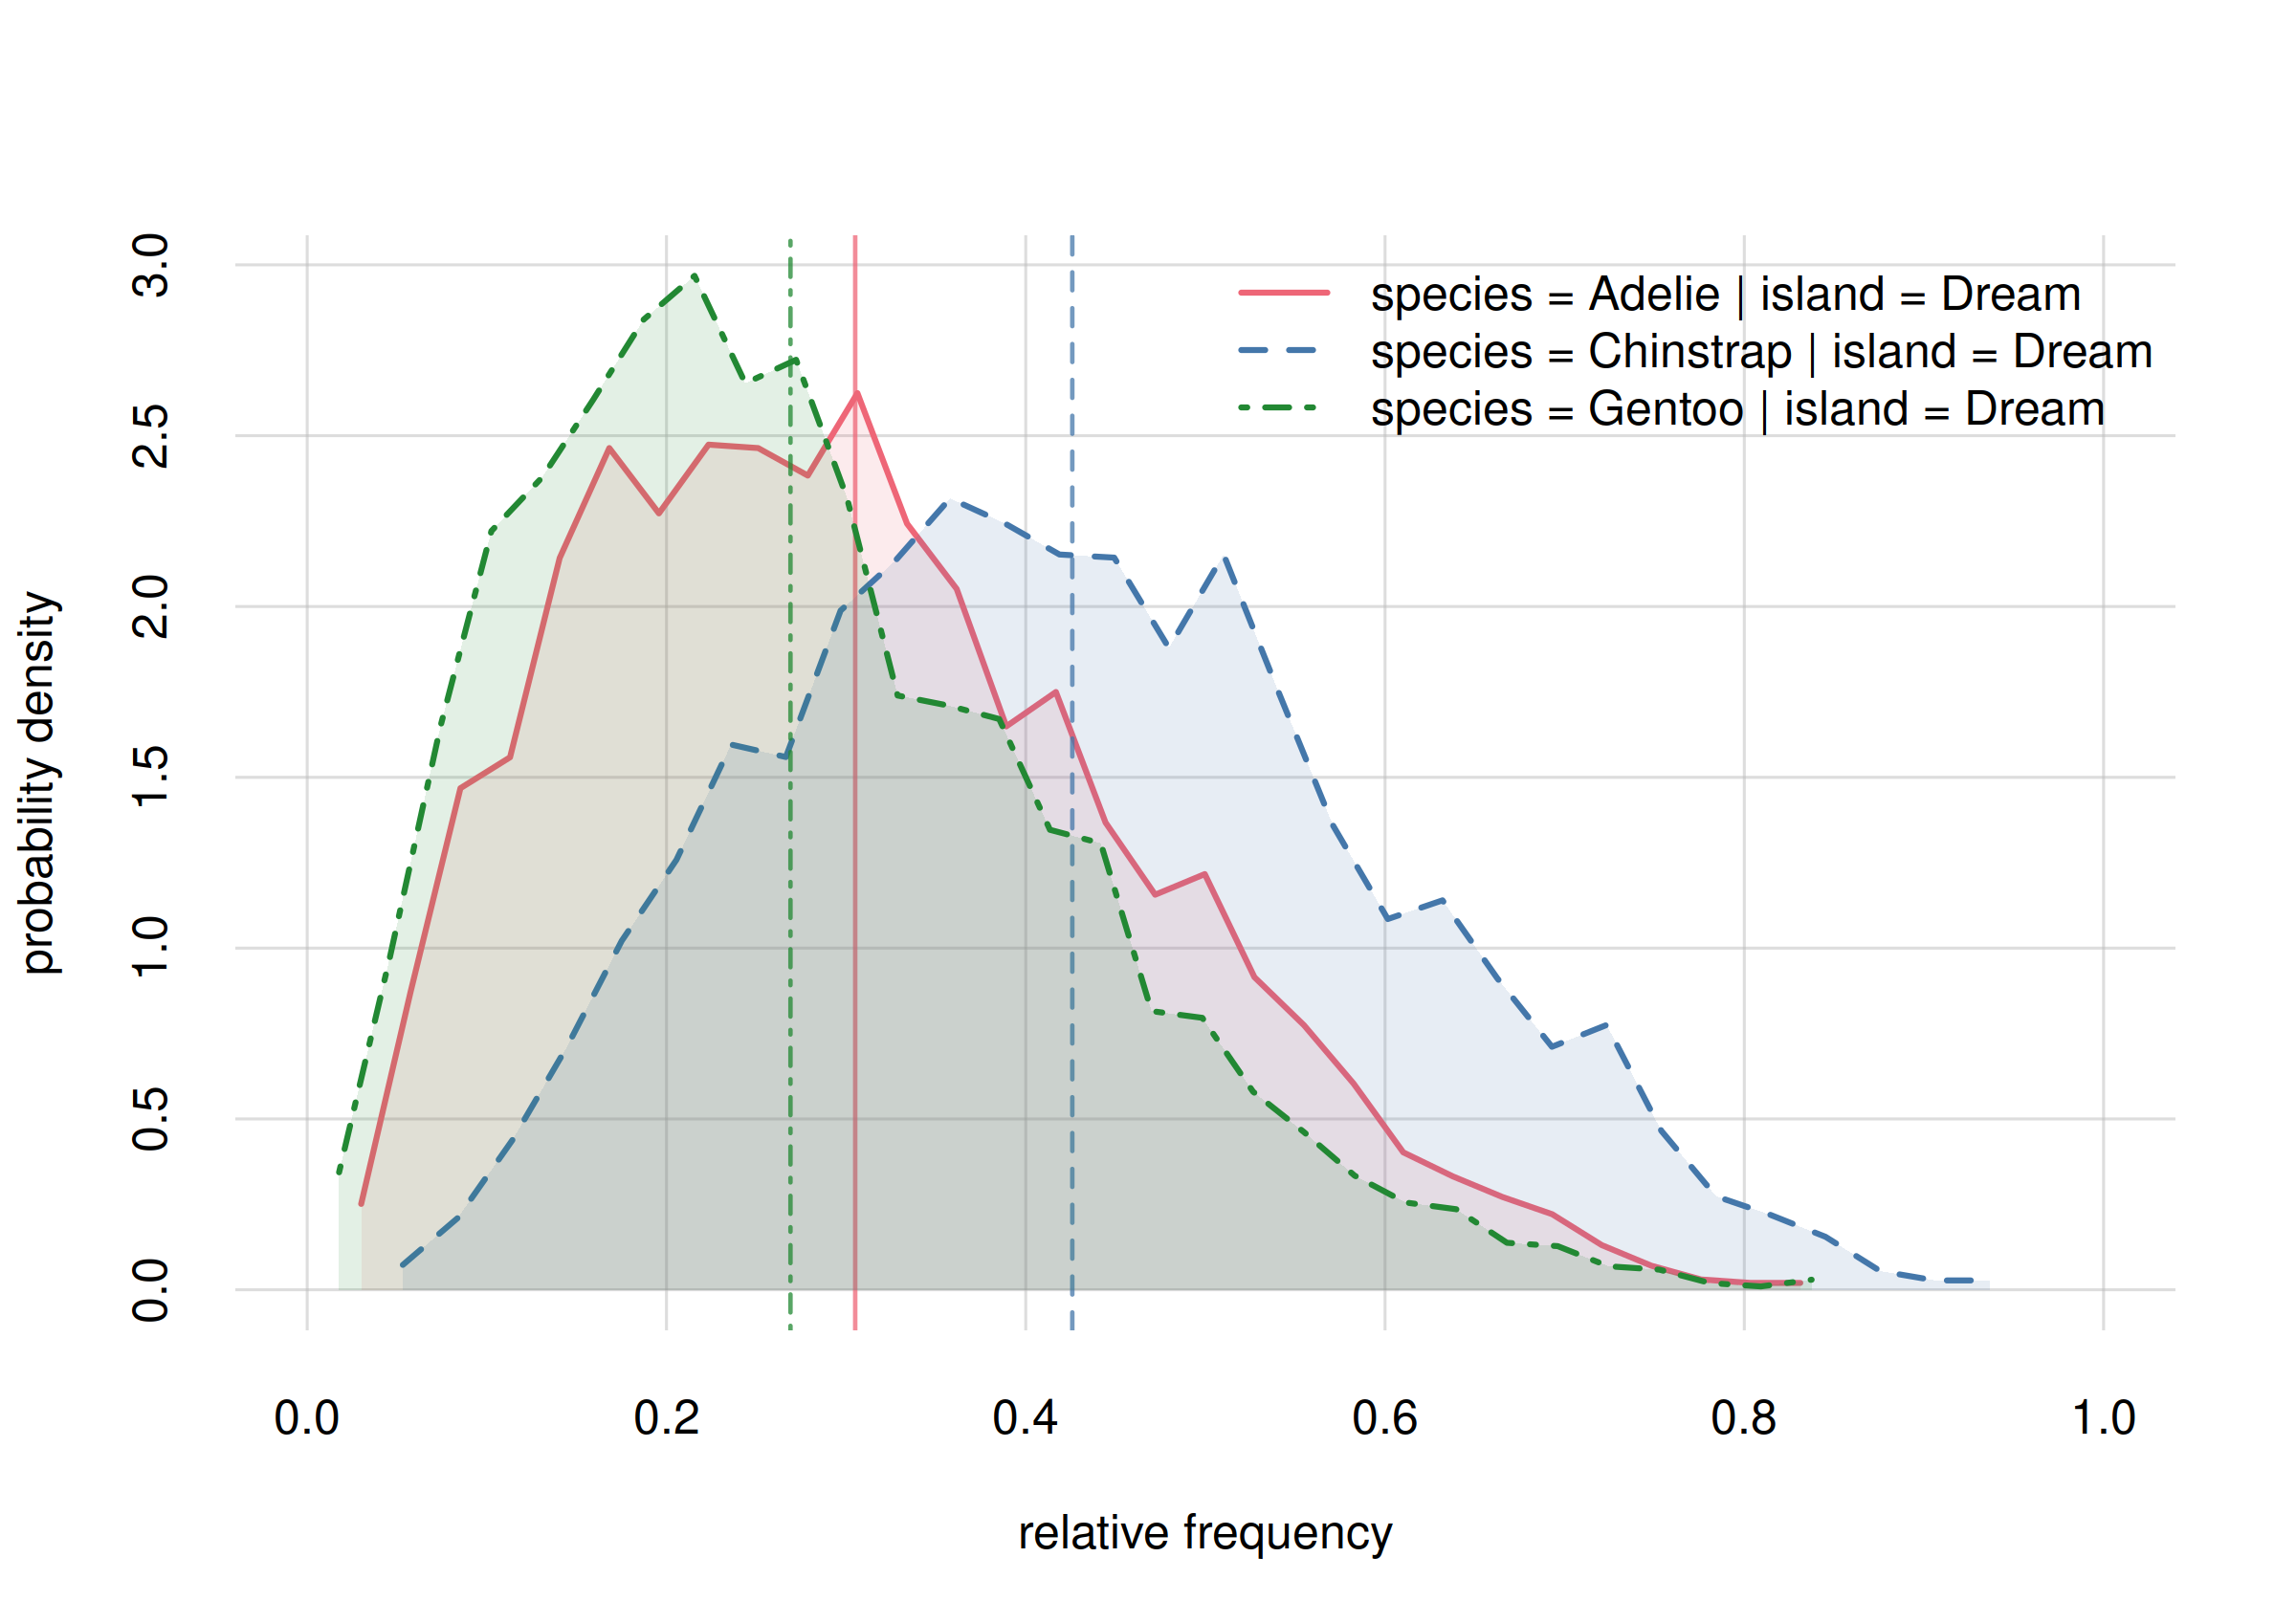 3.0
2.5
2.0
1.5
1.0
0.5
0.0
probability density
species = Adelie | island = Dream
species = Chinstrap | island = Dream
species = Gentoo | island = Dream
0.0 0.2 0.4 0.6 0.8 1.0
relative frequency